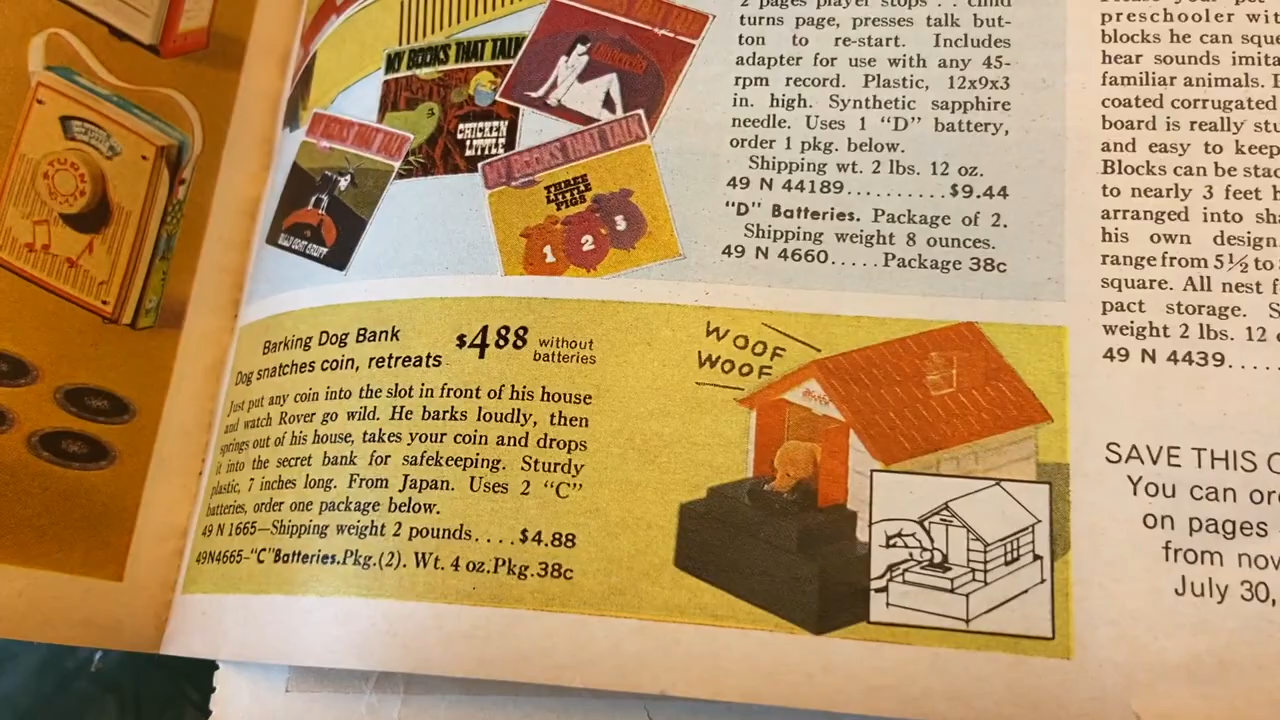 TURN
MY BOOKS THAT TALK
CHICKEN
LITTLE
BOOKS THAT TALK
BILLY GOAT GRUFF
MY BOOKS THAT TALK
THREE
LITTLE
PIGS
1 2 3
2 pages player stops . . child
turns page, presses talk but-
ton to re-start. Includes
adapter for use with any 45-
rpm record. Plastic, 12x9x3
in. high. Synthetic sapphire
needle. Uses 1 "D" battery,
order 1 pkg. below.
Shipping wt. 2 lbs. 12 oz.
49 N 44189.........$9.44
"D" Batteries. Package of 2.
Shipping weight 8 ounces.
49 N 4660.....Package 38c
Barking Dog Bank
Dog snatches coin, retreats
$4.88 without
batteries
Just put any coin into the slot in front of his house
and watch Rover go wild. He barks loudly, then
springs out of his house, takes your coin and drops
it into the secret bank for safekeeping. Sturdy
plastic, 7 inches long. From Japan. Uses 2 "C"
batteries, order one package below.
49 N 1665—Shipping weight 2 pounds....$4.88
49N4665-"C"Batteries.Pkg.(2). Wt. 4 oz.Pkg.38c
WOOF
WOOF
preschooler
blocks he can
hear sounds
familiar animals.
coated corrugated
board is really
and easy to keep
Blocks can be
to nearly 3 feet
arranged into
his own design.
range from 5½ to
square. All nest
pact storage.
weight 2 lbs. 12
49 N 4439.....
SAVE THIS
You can
on pages
from now
July 30,